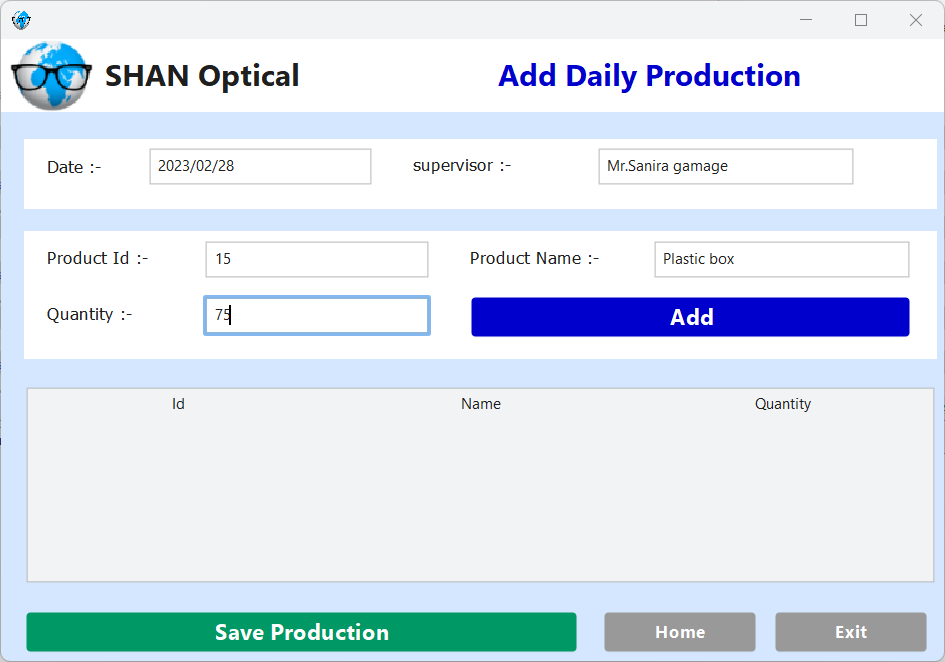 SHAN Optical
Add Daily Production
Date :-
2023/02/28
supervisor :-
Mr.Sanira gamage
Product Id :-
15
Product Name :-
Plastic box
Quantity :-
75
Add
Id
Name
Quantity
Save Production
Home
Exit